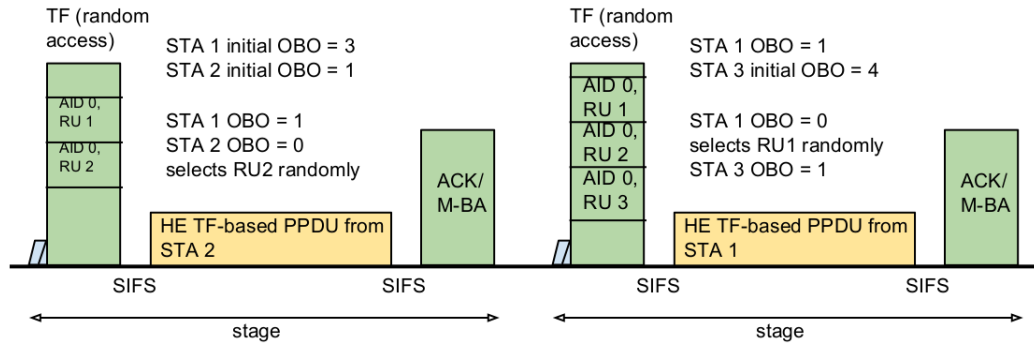 TF (random
access)
STA 1 initial OBO = 3
STA 2 initial OBO = 1
STA 1 OBO = 1
STA 2 OBO = 0
selects RU2 randomly
AID 0,
RU 1
AID 0,
RU 2
HE TF-based PPDU from
STA 2
ACK/
M-BA
SIFS
SIFS
stage
TF (random
access)
STA 1 OBO = 1
STA 3 initial OBO = 4
STA 1 OBO = 0
selects RU1 randomly
STA 3 OBO = 1
AID 0,
RU 1
AID 0,
RU 2
AID 0,
RU 3
HE TF-based PPDU from
STA 1
ACK/
M-BA
SIFS
SIFS
stage